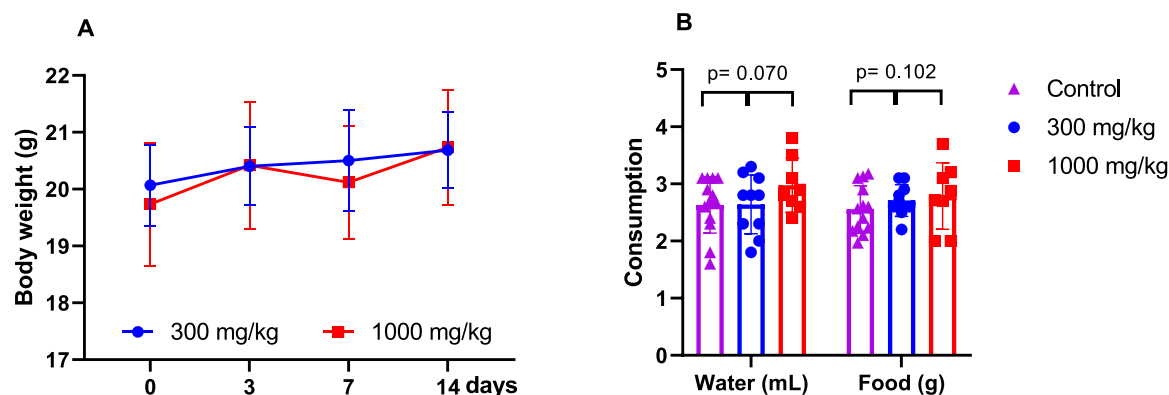 A
Body weight (g)
22
21
20
19
18
17
0 3 7 14 days
300 mg/kg 1000 mg/kg
B
Consumption
5
4
3
2
1
0
p= 0.070 p= 0.102
Water (mL) Food (g)
Control
300 mg/kg
1000 mg/kg